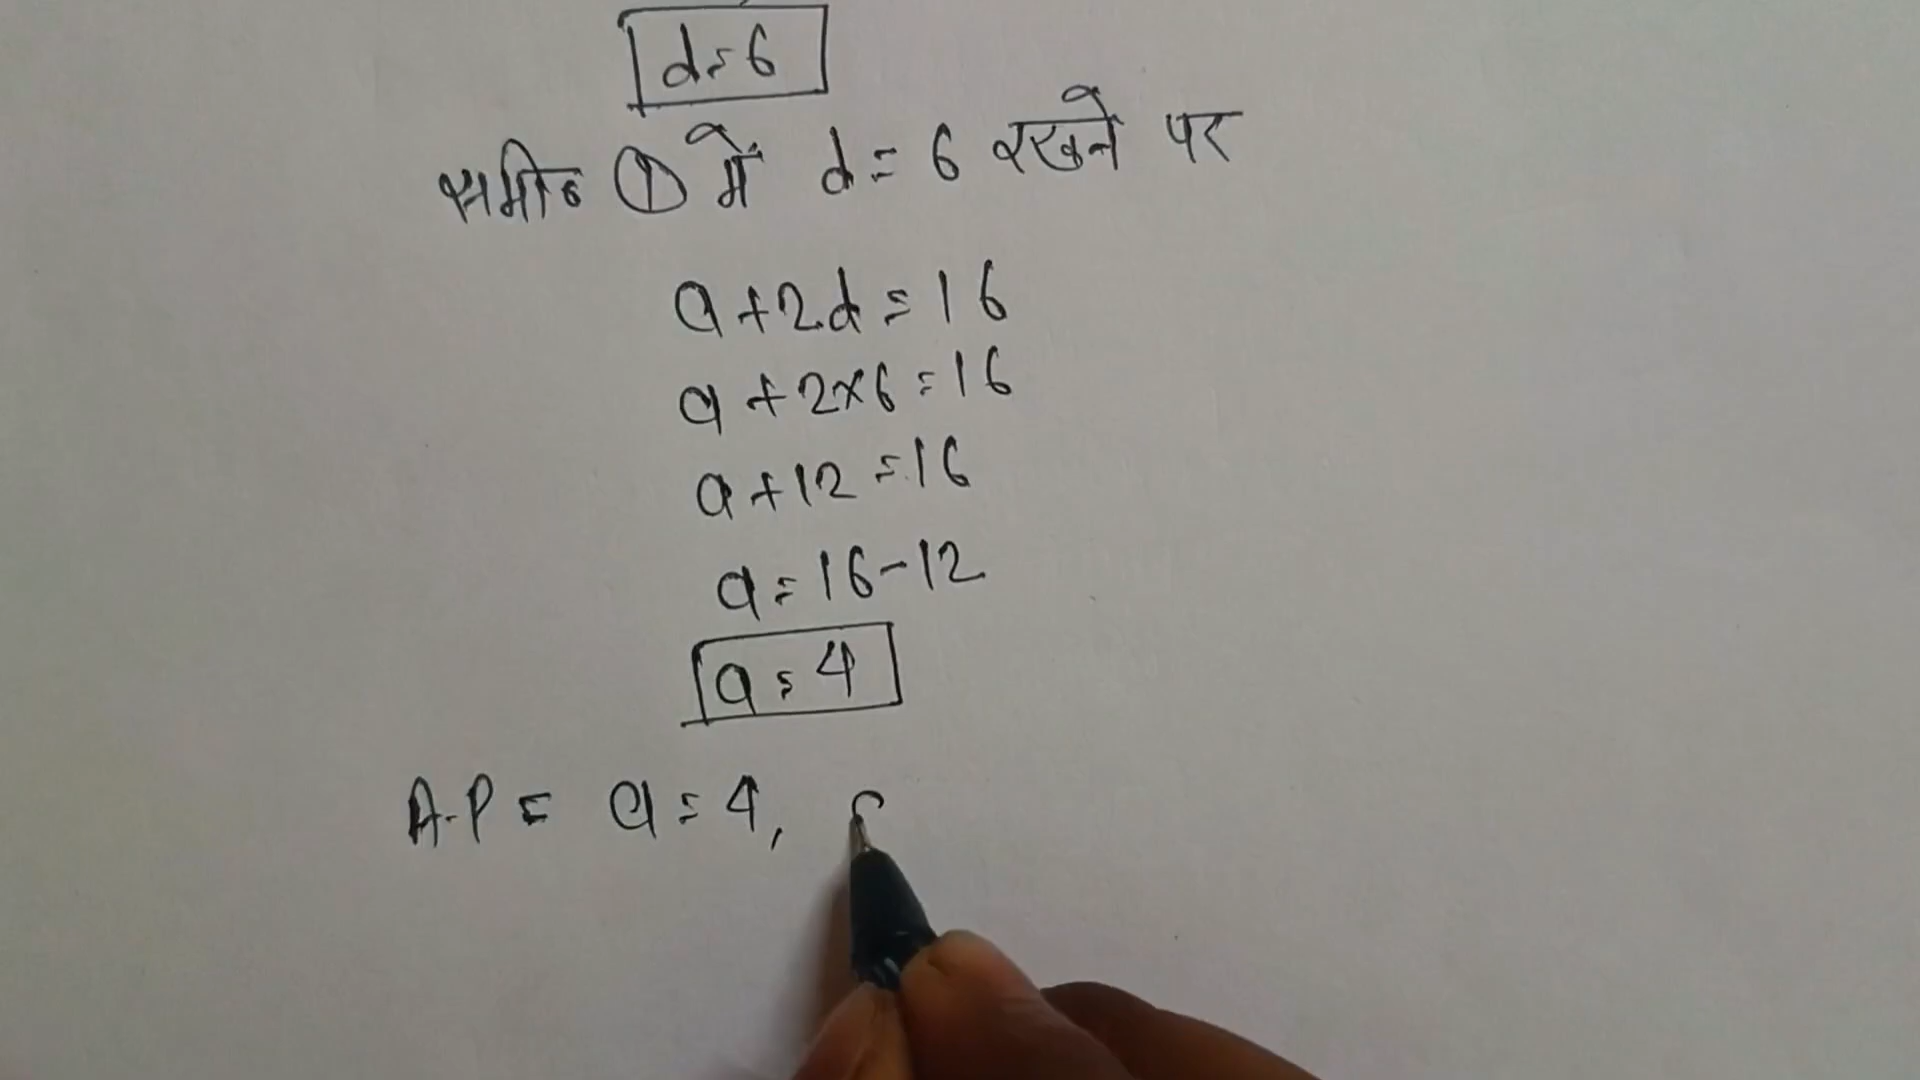 d=6
समी० ① में d=6 रखने पर
a+2d=16
a+2×6=16
a+12=16
a=16-12
a=4
A.P= a=4,